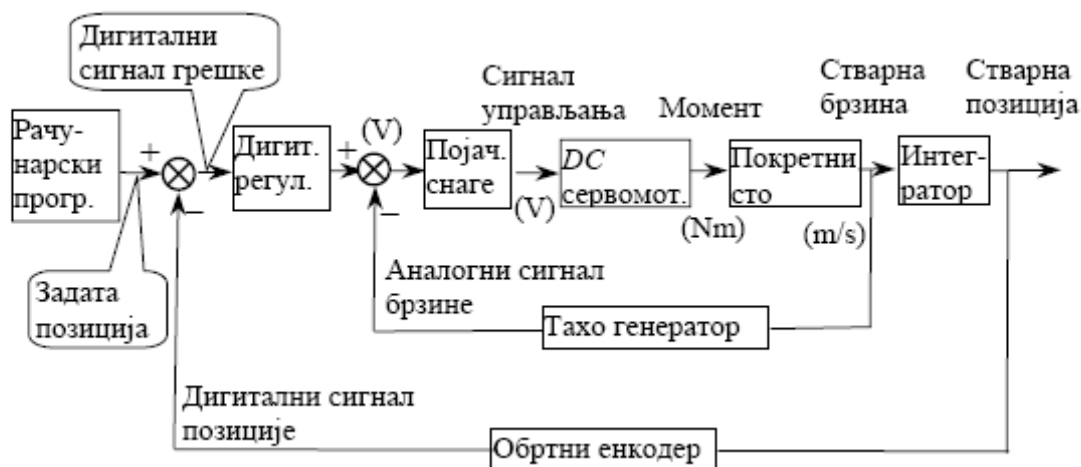 Дигитални
сигнал грешке
Сигнал
управљања
Момент
Стварна
брзина
Стварна
позиција
Рачу-
нарски
прогр.
+
−
Дигит.
регул.
+
(V)
−
Појач.
снаге
(V)
DC
сервомот.
(Nm)
Покретни
сто
(m/s)
Интег-
ратор
Задата
позиција
Аналогни сигнал
брзине
Тахо генератор
Дигитални сигнал
позиције
Обртни енкодер